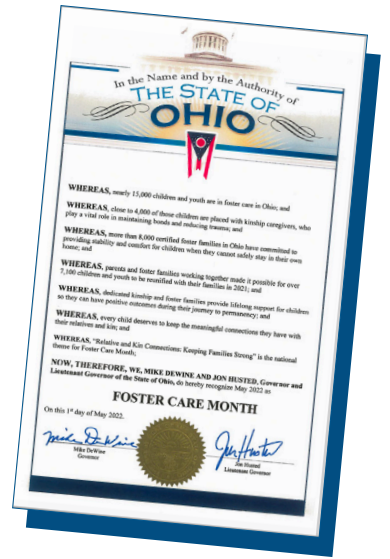 In the Name and by the Authority of
THE STATE OF
OHIO
WHEREAS, nearly 15,000 children and youth are in foster care in Ohio; and
WHEREAS, close to 4,000 of those children are placed with kinship caregivers, who
play a vital role in maintaining bonds and reducing trauma; and
WHEREAS, more than 8,000 certified foster families in Ohio have committed to
providing stability and comfort for children when they cannot safely stay in their own
home; and
WHEREAS, parents and foster families working together made it possible for over
7,100 children and youth to be reunified with their families in 2021; and
WHEREAS, dedicated kinship and foster families provide lifelong support for children
so they can have positive outcomes during their journey to permanency; and
WHEREAS, every child deserves to keep the meaningful connections they have with
their relatives and kin; and
WHEREAS, "Relative and Kin Connections: Keeping Families Strong" is the national
theme for Foster Care Month;
NOW, THEREFORE, WE, MIKE DEWINE AND JON HUSTED, Governor and
Lieutenant Governor of the State of Ohio, do hereby recognize May 2022 as
FOSTER CARE MONTH
On this 1st day of May 2022.
Mike DeWine
Jon Husted
Mike DeWine
Governor
Jon Husted
Lieutenant Governor